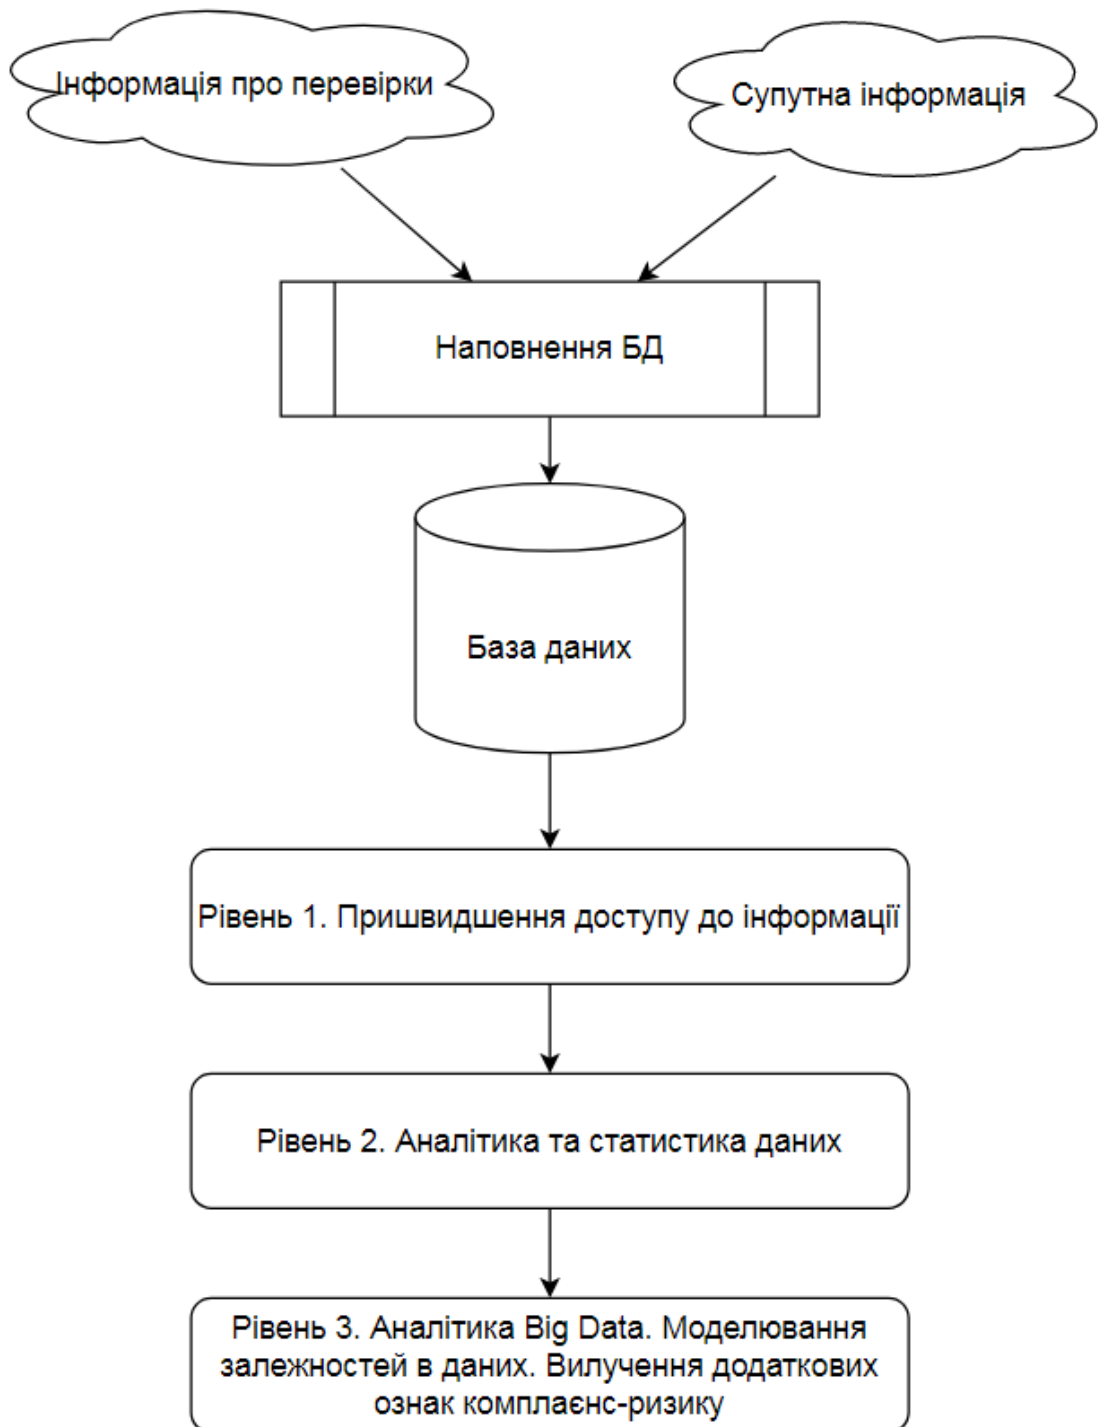 Інформація про перевірки
Супутна інформація
Наповнення БД
База даних
Рівень 1. Пришвидшення доступу до інформації
Рівень 2. Аналітика та статистика даних
Рівень 3. Аналітика Big Data. Моделювання
залежностей в даних. Вилучення додаткових
ознак комплаєнс-ризику